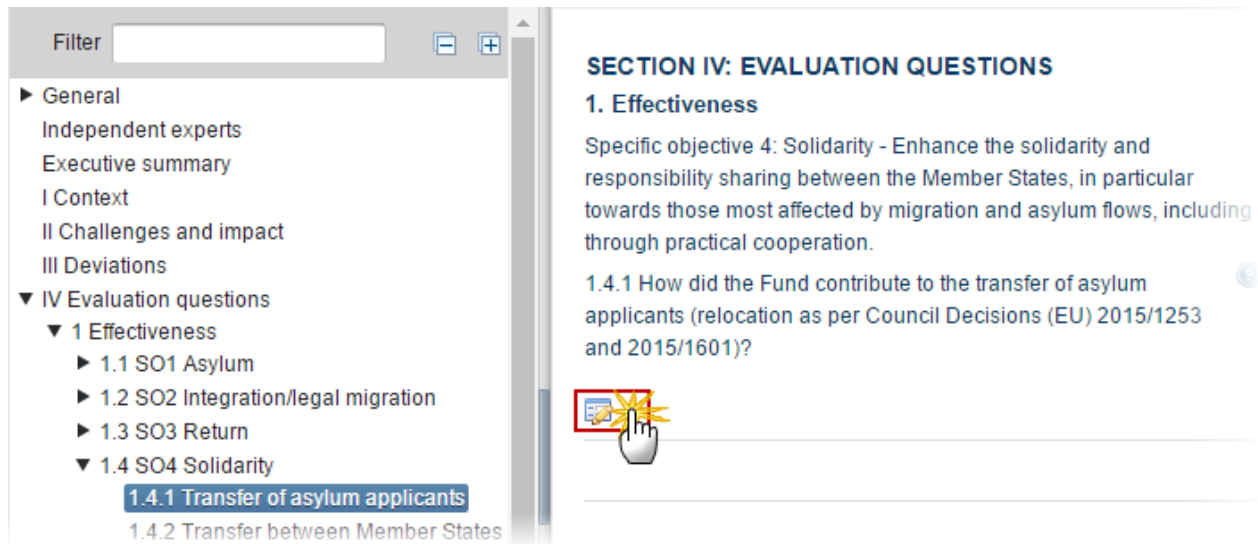 Filter
General
Independent experts
Executive summary
I Context
II Challenges and impact
III Deviations
IV Evaluation questions
1 Effectiveness
1.1 SO1 Asylum
1.2 SO2 Integration/legal migration
1.3 SO3 Return
1.4 SO4 Solidarity
1.4.1 Transfer of asylum applicants
1.4.2 Transfer between Member States
SECTION IV: EVALUATION QUESTIONS
1. Effectiveness
Specific objective 4: Solidarity - Enhance the solidarity and
responsibility sharing between the Member States, in particular
towards those most affected by migration and asylum flows, including
through practical cooperation.
1.4.1 How did the Fund contribute to the transfer of asylum
applicants (relocation as per Council Decisions (EU) 2015/1253
and 2015/1601)?